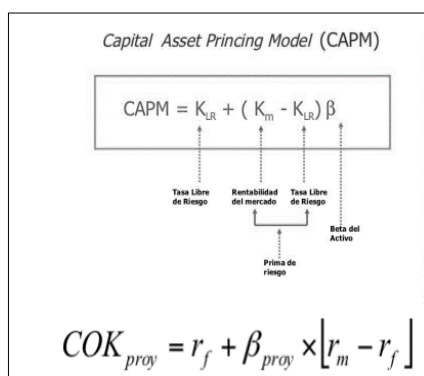 Capital Asset Princing Model (CAPM)
CAPM = K_LR + ( K_m - K_LR ) β
Tasa Libre de Riesgo
Rentabilidad del mercado
Tasa Libre de Riesgo
Beta del Activo
Prima de riesgo
COK_proy = r_f + β_proy × [r_m − r_f]